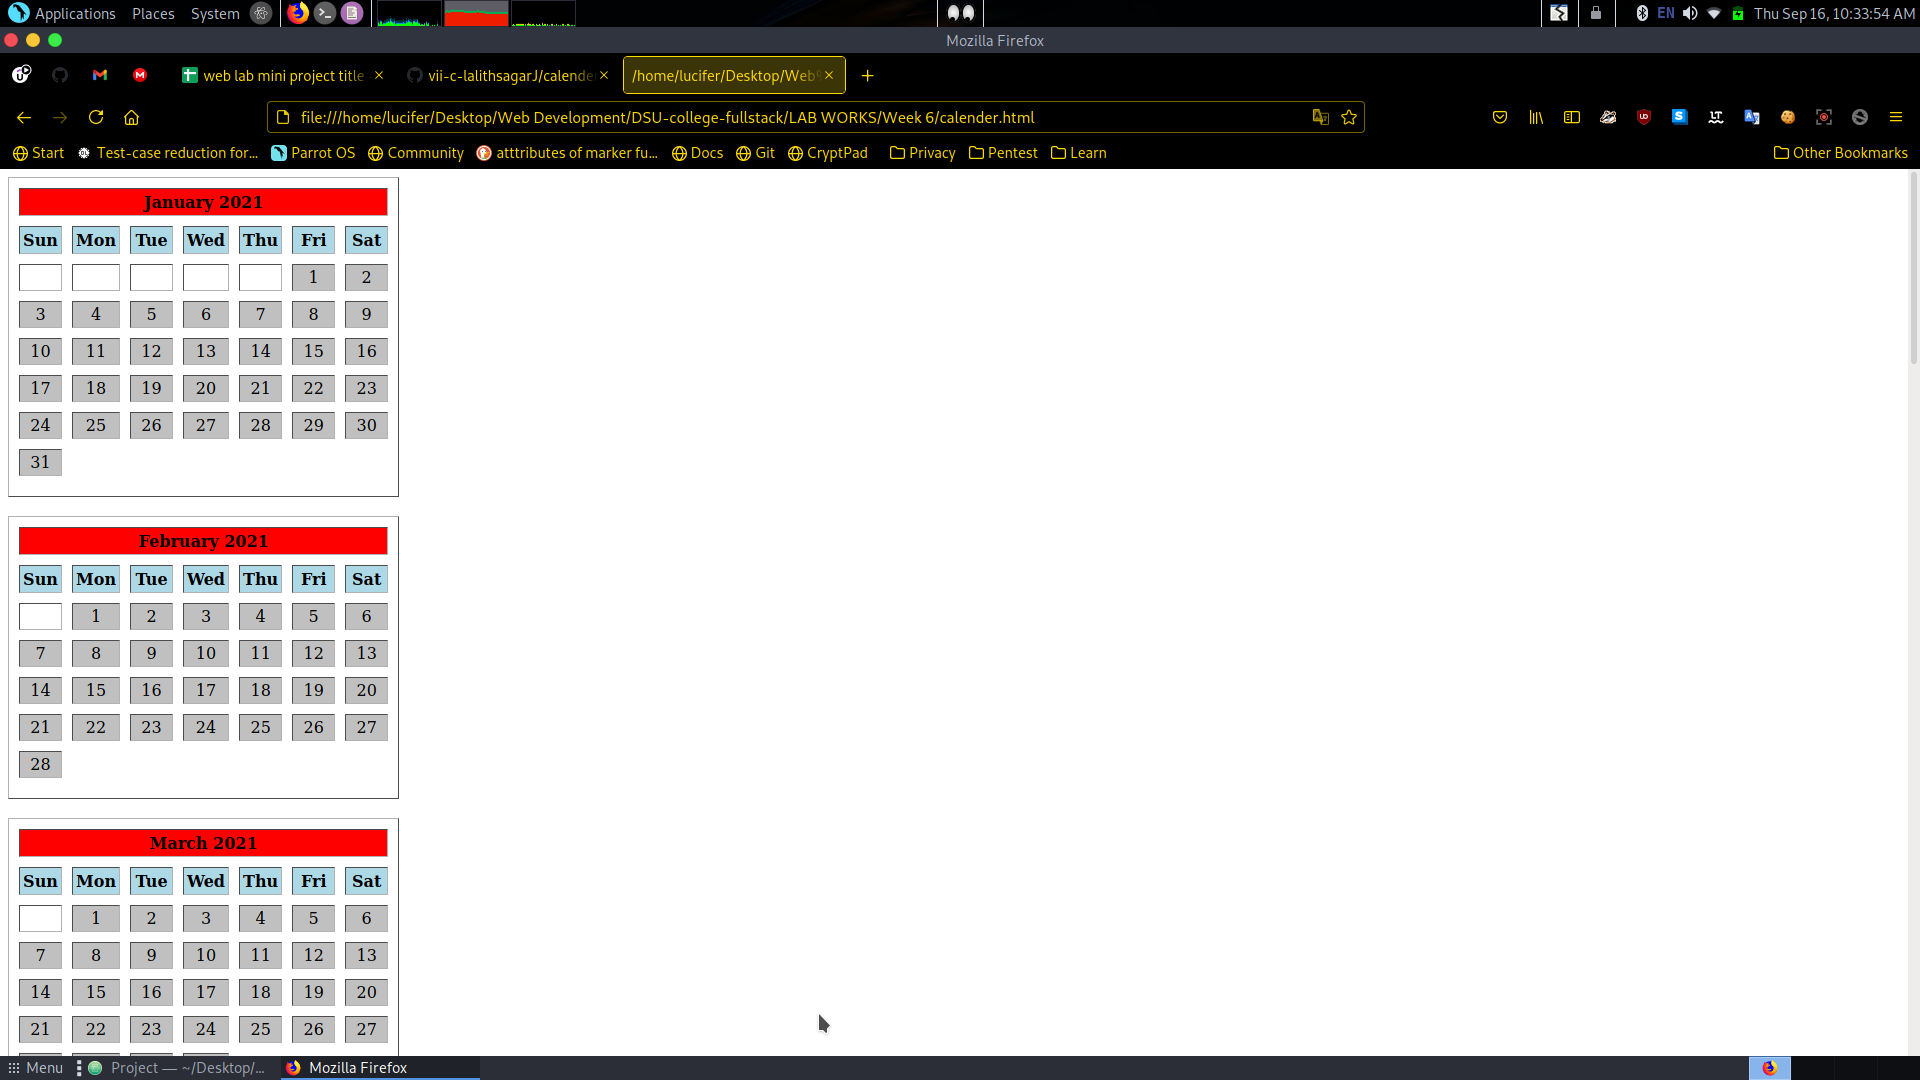 Applications Places System EN Thu Sep 16, 10:33:54 AM
Mozilla Firefox
web lab mini project title × vii-c-lalithsagarJ/calende × /home/lucifer/Desktop/Web × +
file:///home/lucifer/Desktop/Web Development/DSU-college-fullstack/LAB WORKS/Week 6/calender.html
Start Test-case reduction for... Parrot OS Community atttributes of marker fu... Docs Git CryptPad Privacy Pentest Learn Other Bookmarks
January 2021
Sun Mon Tue Wed Thu Fri Sat
1 2
3 4 5 6 7 8 9
10 11 12 13 14 15 16
17 18 19 20 21 22 23
24 25 26 27 28 29 30
31
February 2021
Sun Mon Tue Wed Thu Fri Sat
1 2 3 4 5 6
7 8 9 10 11 12 13
14 15 16 17 18 19 20
21 22 23 24 25 26 27
28
March 2021
Sun Mon Tue Wed Thu Fri Sat
1 2 3 4 5 6
7 8 9 10 11 12 13
14 15 16 17 18 19 20
21 22 23 24 25 26 27
Menu Project — ~/Desktop/... Mozilla Firefox